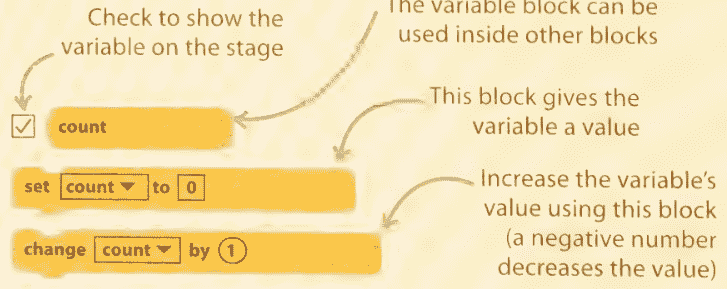 Check to show the
variable on the stage
The variable block can be
used inside other blocks
count
This block gives the
variable a value
set count to 0
Increase the variable's
value using this block
(a negative number
decreases the value)
change count by 1